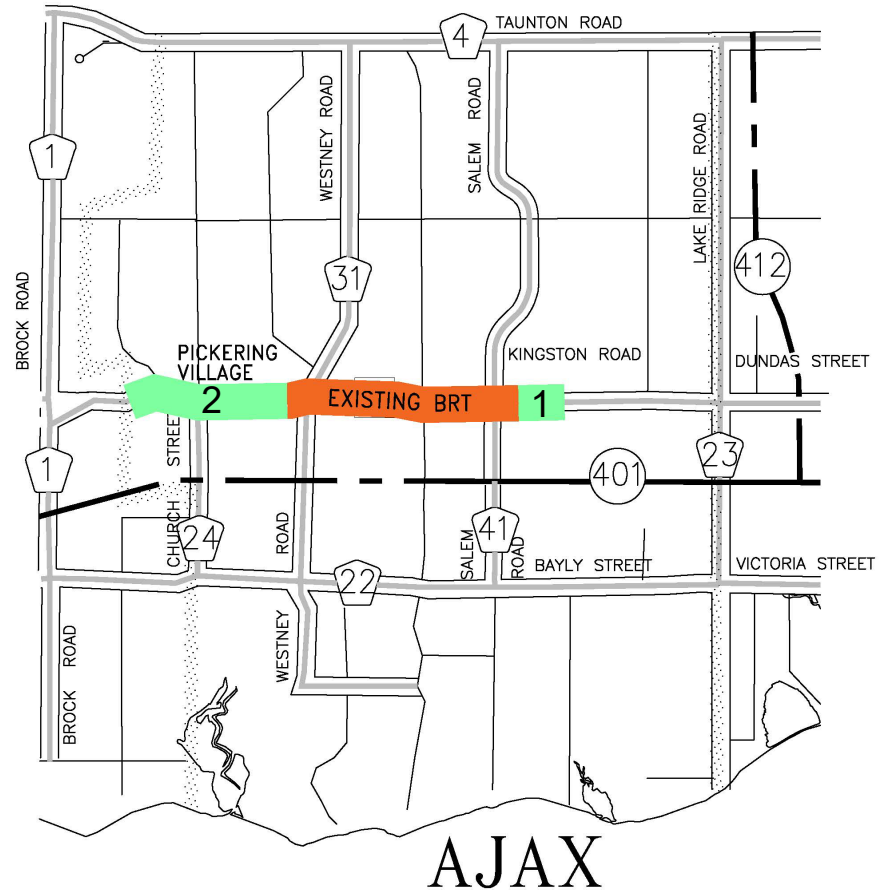 TAUNTON ROAD
4
1
WESTNEY ROAD
SALEM ROAD
LAKE RIDGE ROAD
412
31
BROCK ROAD
PICKERING
VILLAGE
KINGSTON ROAD
DUNDAS STREET
2
EXISTING BRT
1
CHURCH STREET
1
401
23
24
41
ROAD
SALEM
ROAD
BAYLY STREET
VICTORIA STREET
22
WESTNEY
BROCK ROAD
AJAX